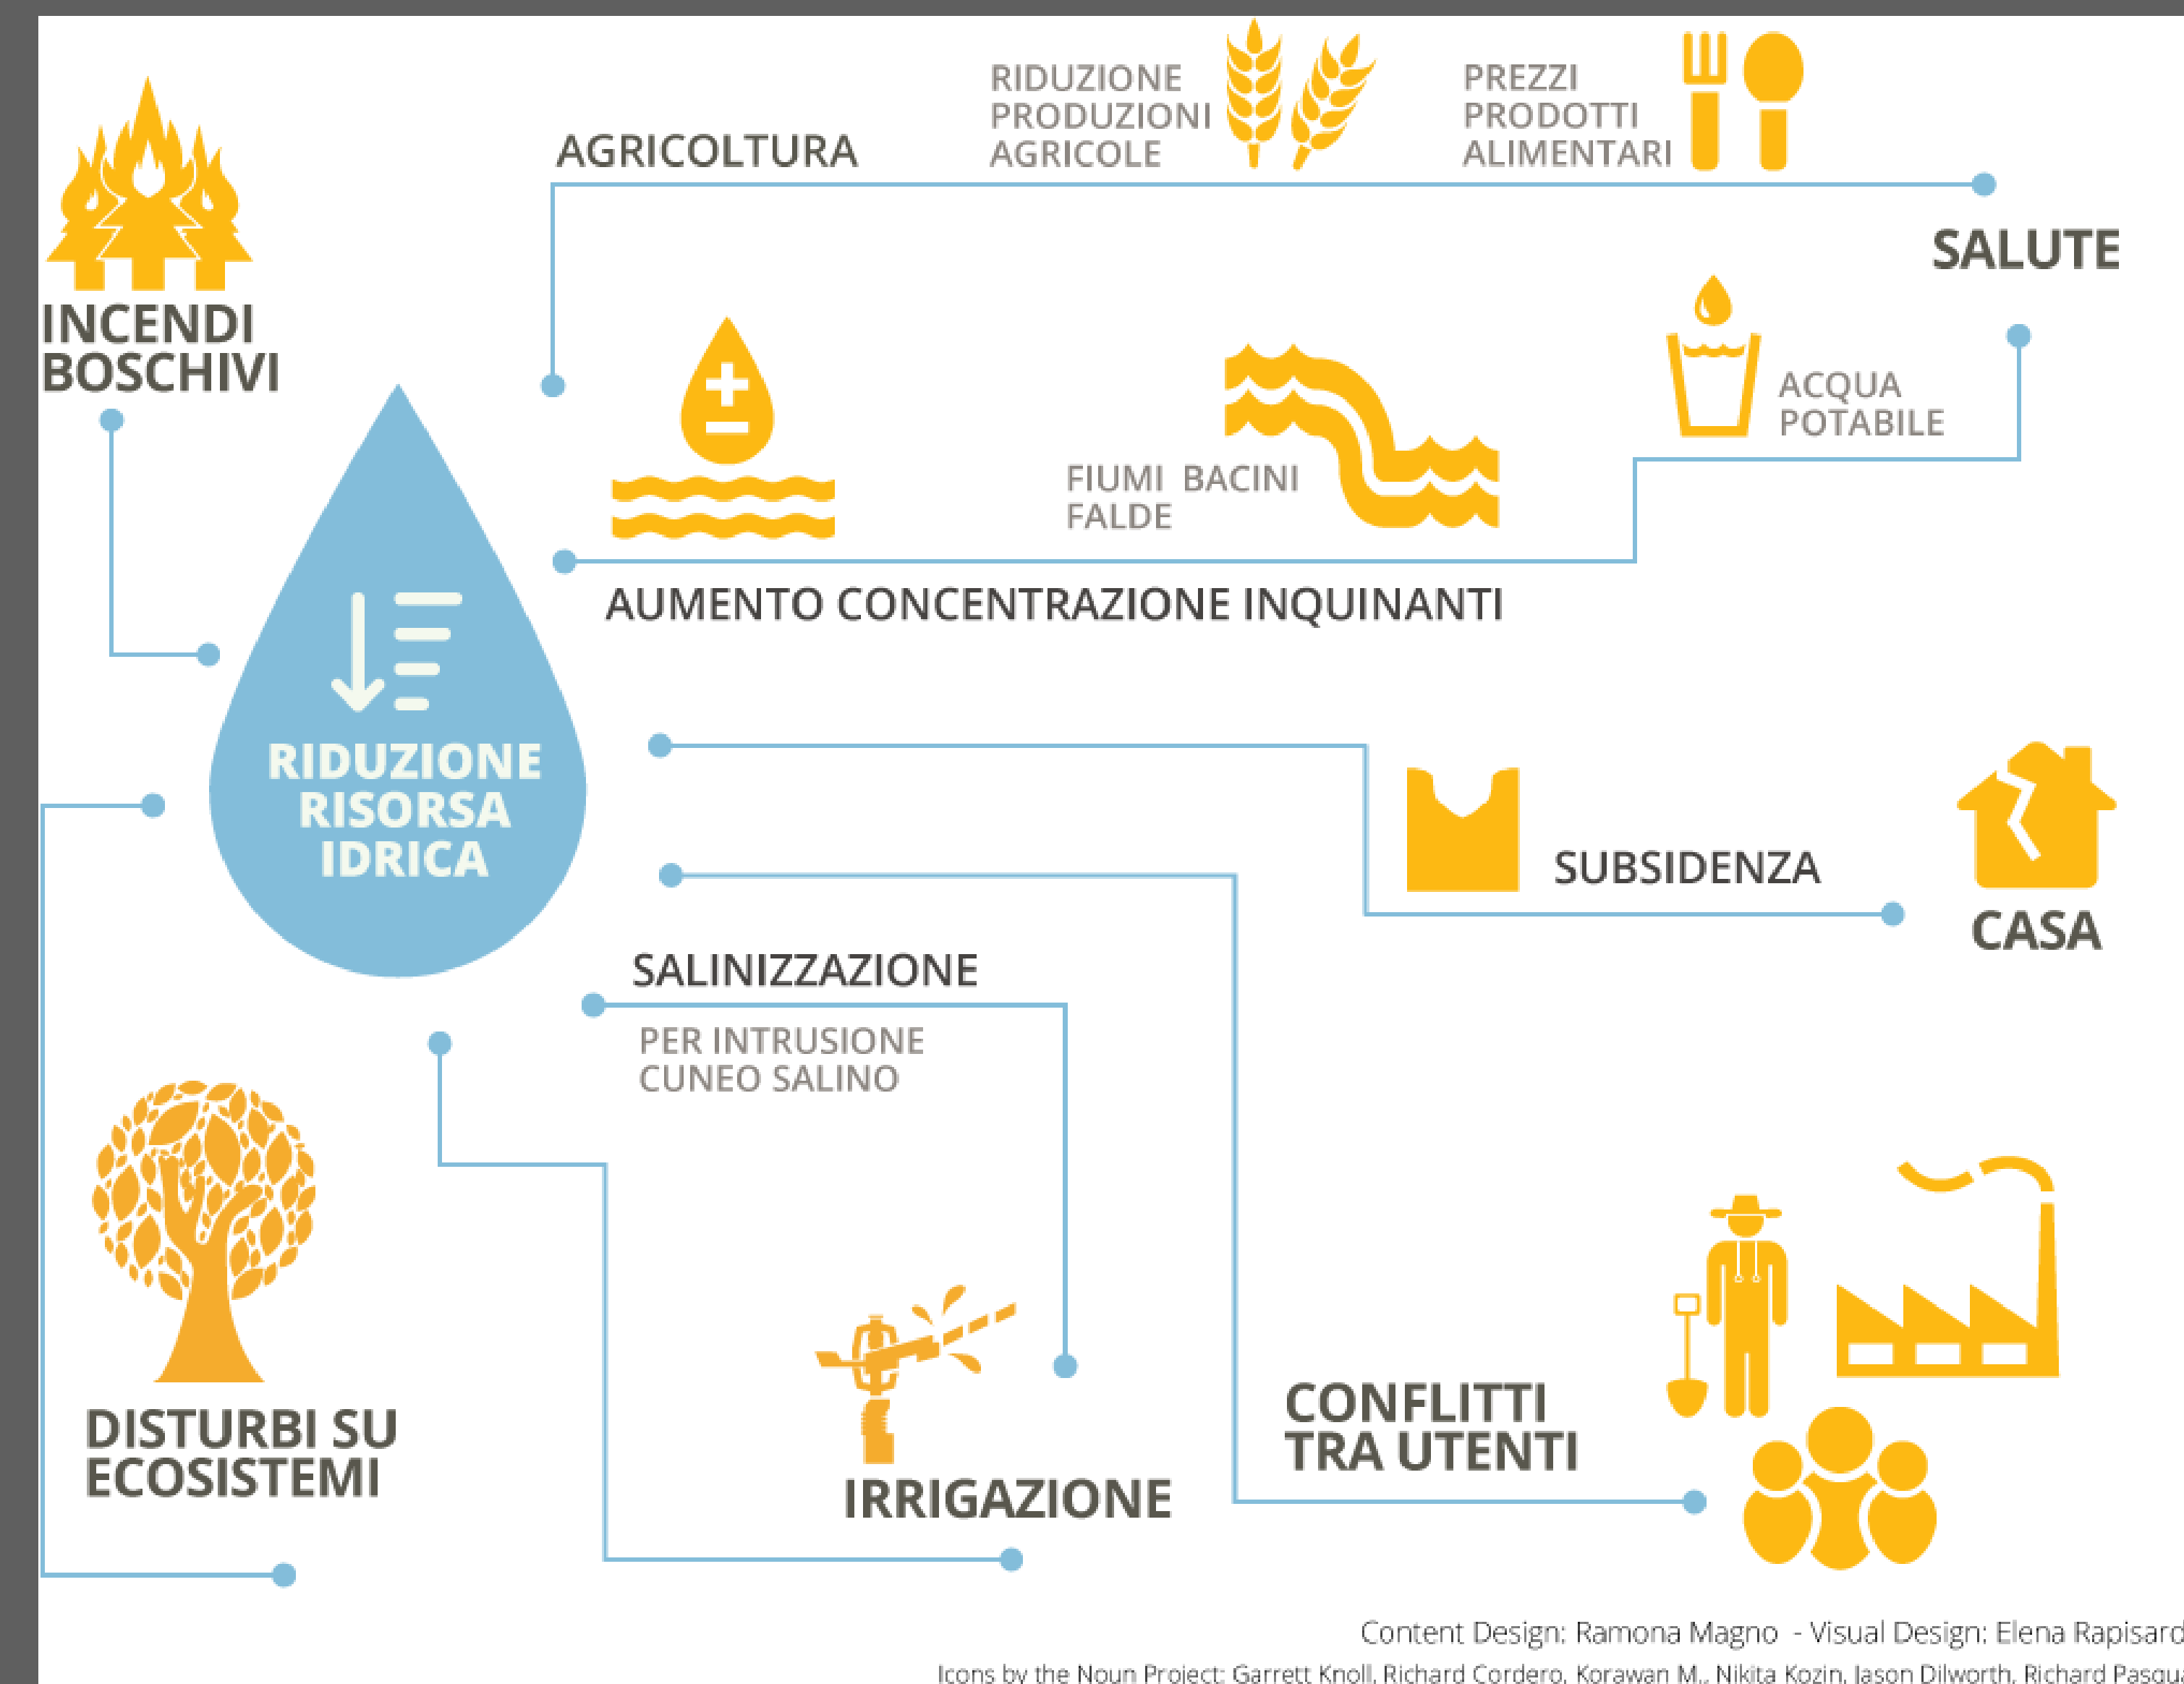 RIDUZIONE
PRODUZIONI
AGRICOLE
PREZZI
PRODOTTI
ALIMENTARI
AGRICOLTURA
SALUTE
INCENDI
BOSCHIVI
ACQUA
POTABILE
FIUMI BACINI
FALDE
AUMENTO CONCENTRAZIONE INQUINANTI
RIDUZIONE
RISORSA
IDRICA
SUBSIDENZA
CASA
SALINIZZAZIONE
PER INTRUSIONE
CUNEO SALINO
DISTURBI SU
ECOSISTEMI
IRRIGAZIONE
CONFLITTI
TRA UTENTI
Content Design: Ramona Magno - Visual Design: Elena Rapisard
Icons by the Noun Project: Garrett Knoll, Richard Cordero, Korawan M., Nikita Kozin, Jason Dilworth, Richard Pasqua